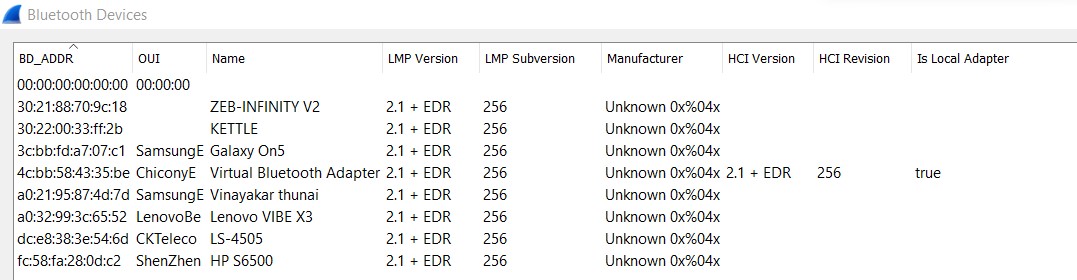 Bluetooth Devices
BD_ADDR OUI Name LMP Version LMP Subversion Manufacturer HCI Version HCI Revision Is Local Adapter
00:00:00:00:00:00 00:00:00
30:21:88:70:9c:18 ZEB-INFINITY V2 2.1 + EDR 256 Unknown 0x%04x
30:22:00:33:ff:2b KETTLE 2.1 + EDR 256 Unknown 0x%04x
3c:bb:fd:a7:07:c1 SamsungE Galaxy On5 2.1 + EDR 256 Unknown 0x%04x
4c:bb:58:43:35:be ChiconyE Virtual Bluetooth Adapter 2.1 + EDR 256 Unknown 0x%04x 2.1 + EDR 256 true
a0:21:95:87:4d:7d SamsungE Vinayakar thunai 2.1 + EDR 256 Unknown 0x%04x
a0:32:99:3c:65:52 LenovoBe Lenovo VIBE X3 2.1 + EDR 256 Unknown 0x%04x
dc:e8:38:3e:54:6d CKTeleco LS-4505 2.1 + EDR 256 Unknown 0x%04x
fc:58:fa:28:0d:c2 ShenZhen HP S6500 2.1 + EDR 256 Unknown 0x%04x